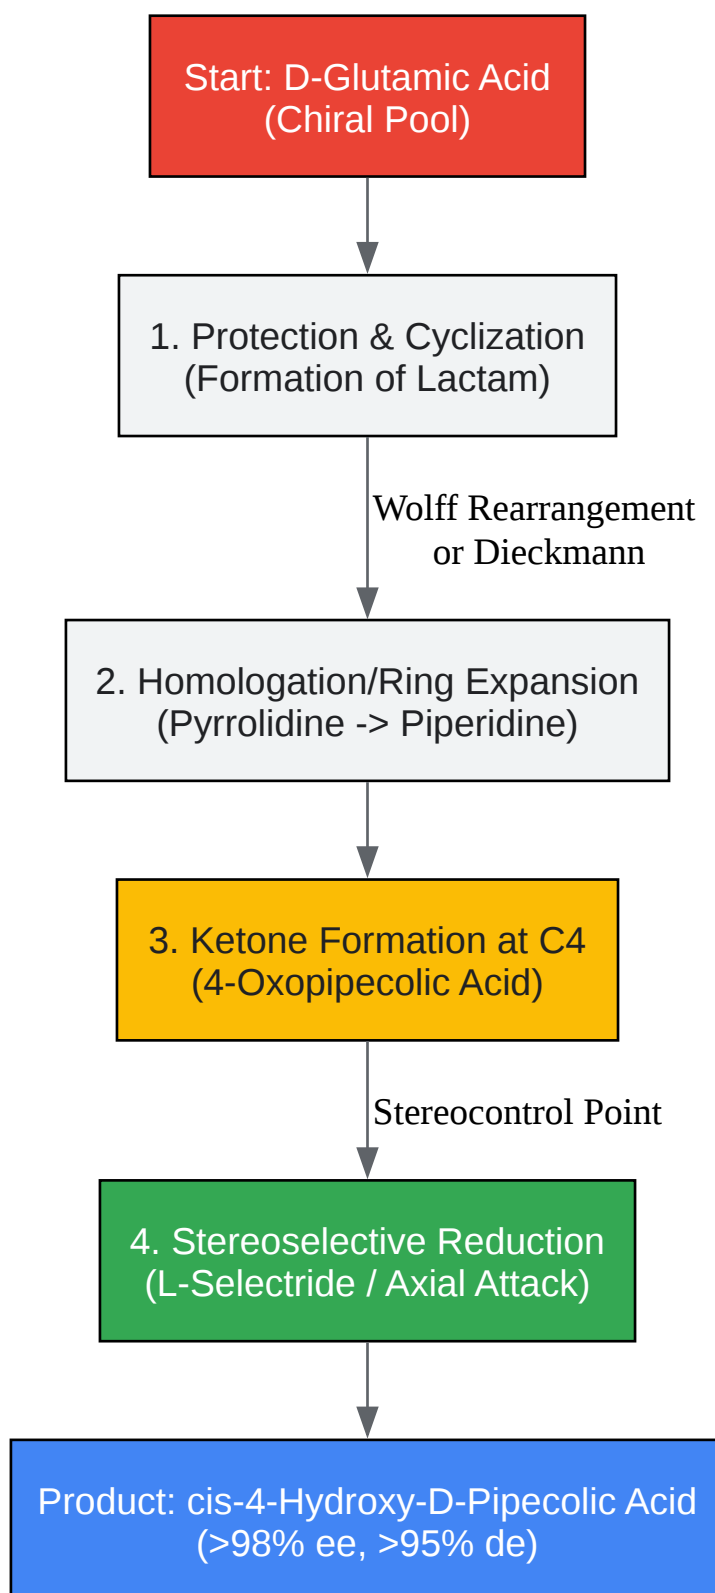 Start: D-Glutamic Acid
(Chiral Pool)
1. Protection & Cyclization
(Formation of Lactam)
Wolff Rearrangement
or Dieckmann
2. Homologation/Ring Expansion
(Pyrrolidine -> Piperidine)
3. Ketone Formation at C4
(4-Oxopipecolic Acid)
Stereocontrol Point
4. Stereoselective Reduction
(L-Selectride / Axial Attack)
Product: cis-4-Hydroxy-D-Pipecolic Acid
(>98% ee, >95% de)